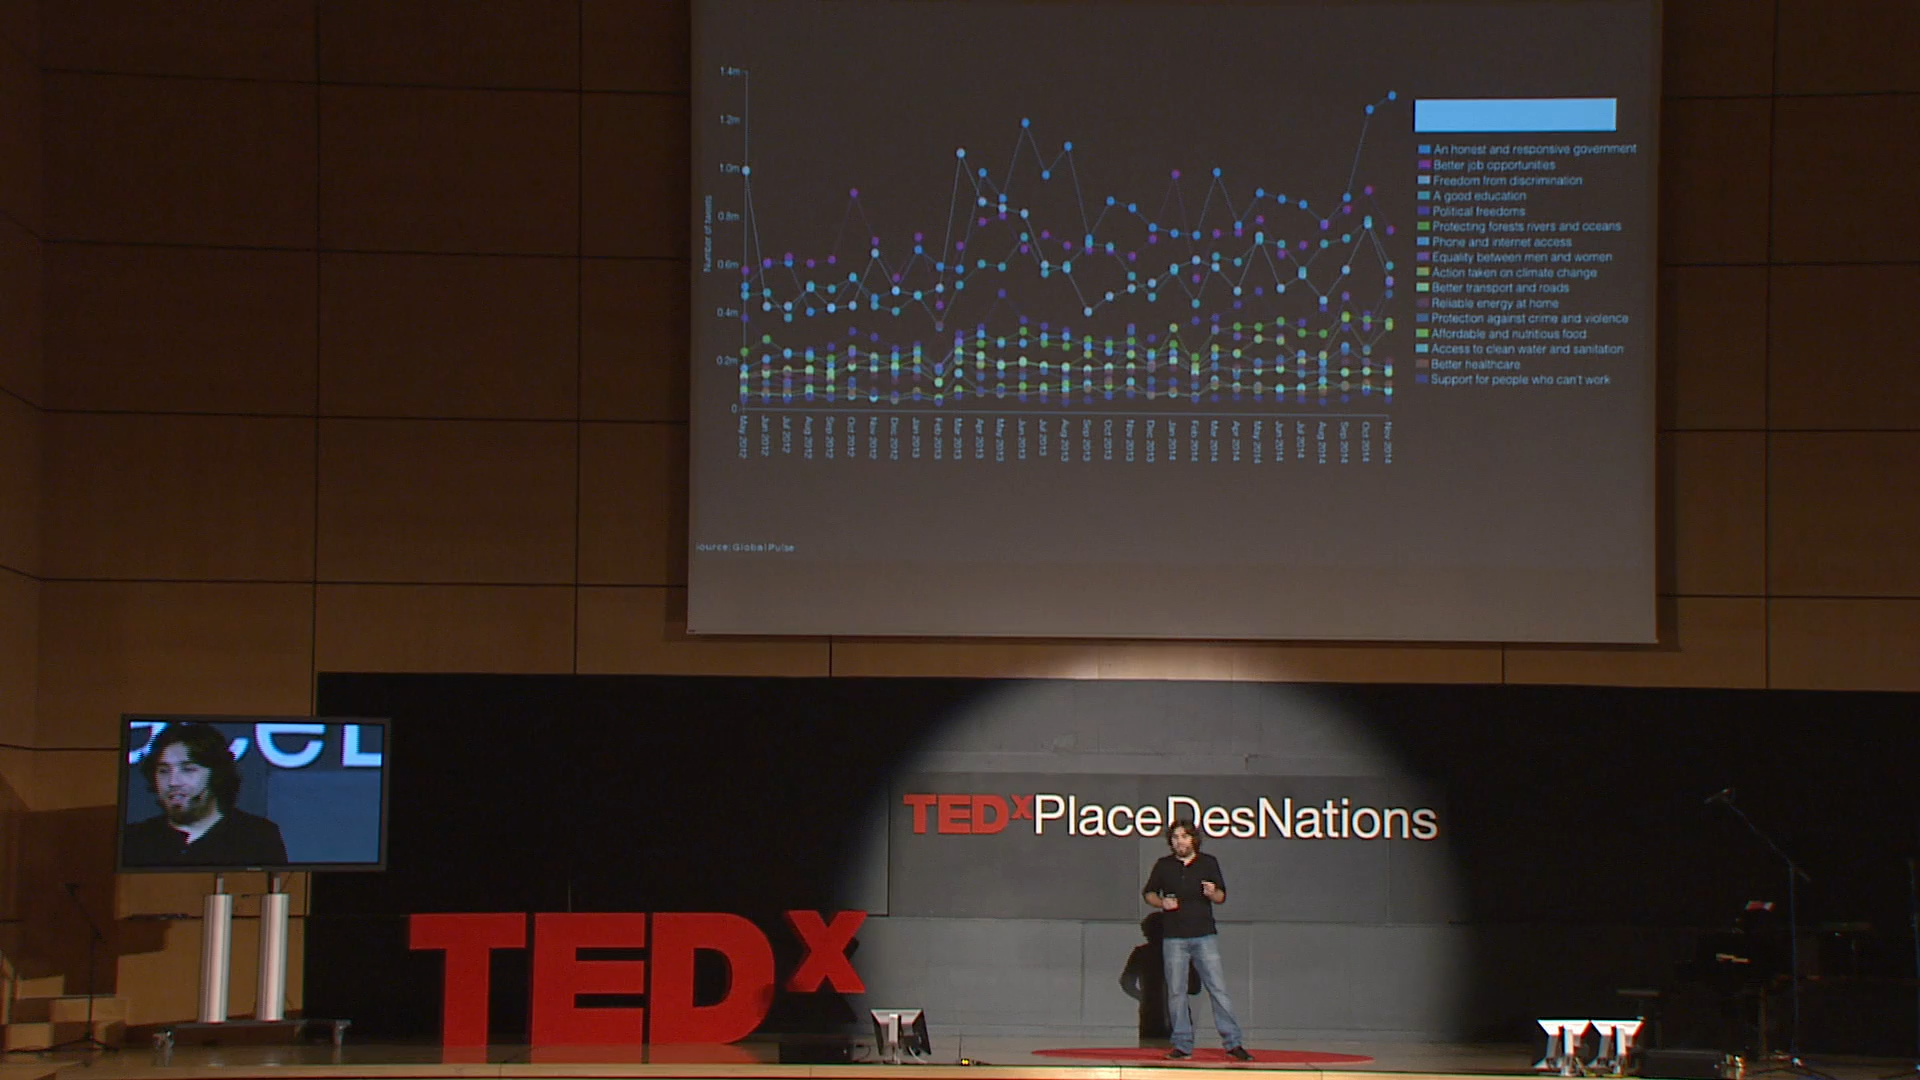 1.4m
1.2m
1.0m
0.8m
0.6m
0.4m
0.2m
0
Number of tweets
May 2012
Jun 2012
Jul 2012
Aug 2012
Sep 2012
Oct 2012
Nov 2012
Dec 2012
Jan 2013
Feb 2013
Mar 2013
Apr 2013
May 2013
Jun 2013
Jul 2013
Aug 2013
Sep 2013
Oct 2013
Nov 2013
Dec 2013
Jan 2014
Feb 2014
Mar 2014
Apr 2014
May 2014
Jun 2014
Jul 2014
Aug 2014
Sep 2014
Oct 2014
Nov 2014
An honest and responsive government
Better job opportunities
Freedom from discrimination
A good education
Political freedoms
Protecting forests rivers and oceans
Phone and internet access
Equality between men and women
Action taken on climate change
Better transport and roads
Reliable energy at home
Protection against crime and violence
Affordable and nutritious food
Access to clean water and sanitation
Better healthcare
Support for people who can't work
ource: Global Pulse
TEDxPlaceDesNations
TEDx